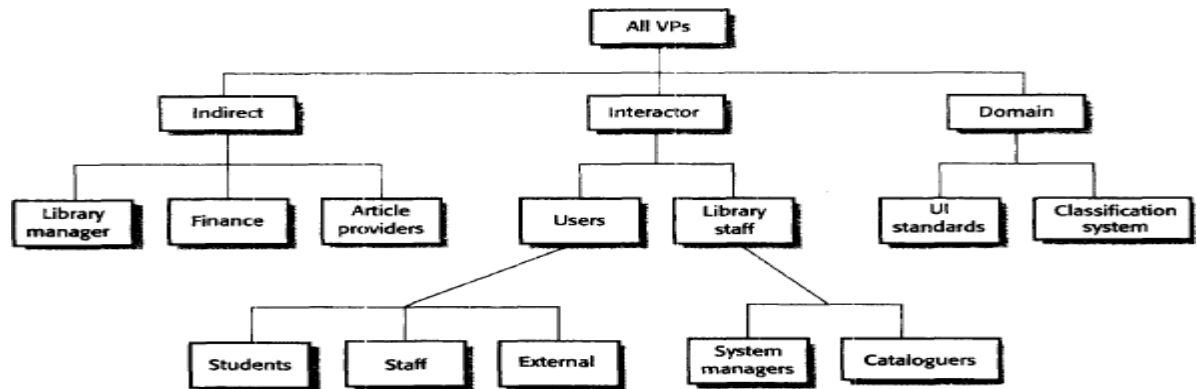 All VPs
Indirect
Interactor
Domain
Library
manager
Finance
Article
providers
Users
Library
staff
UI
standards
Classification
system
Students
Staff
External
System
managers
Cataloguers